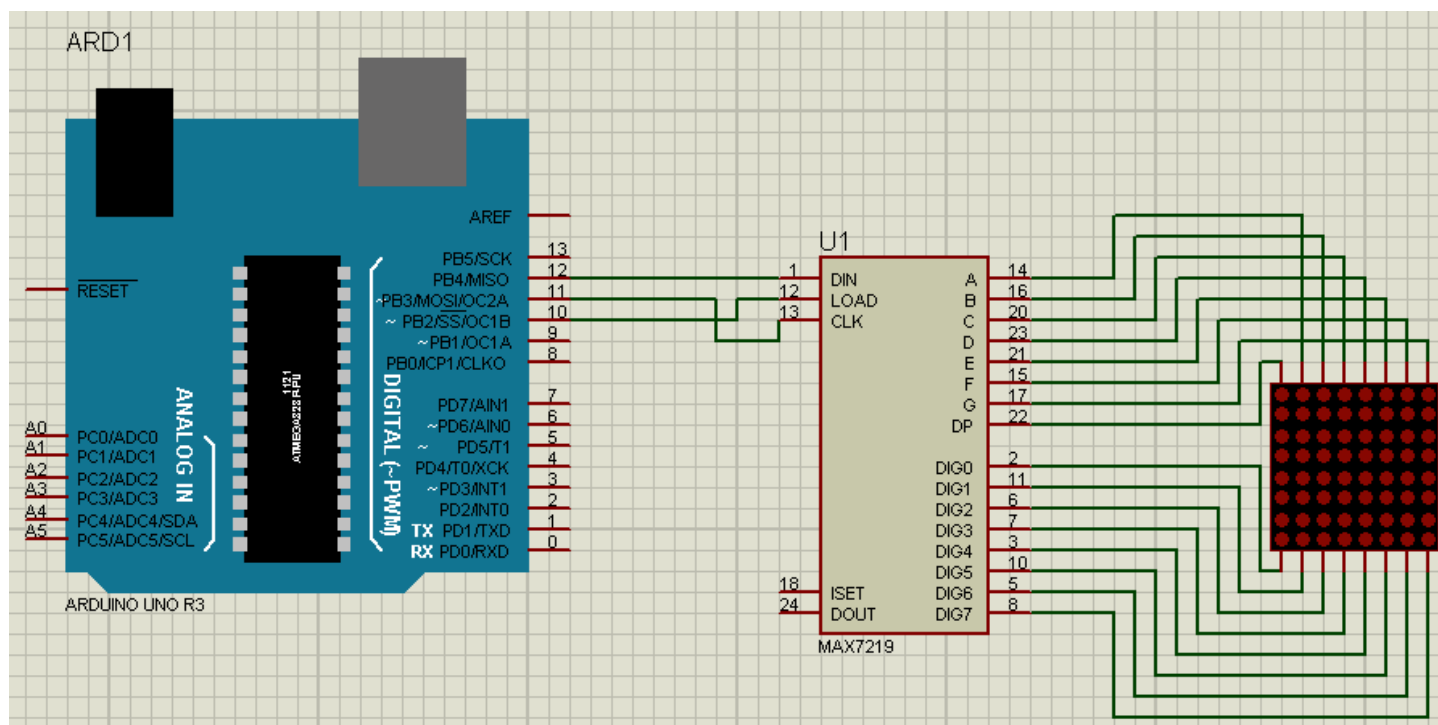 ARD1
AREF
PB5/SCK 13
RESET
PB4/MISO 12
~PB3/MOSI/OC2A 11
~ PB2/SS/OC1B 10
~PB1/OC1A 9
PB0/ICP1/CLKO 8
1121
ATMEGA328P-PU
DIGITAL (~PWM)
ANALOG IN
PD7/AIN1 7
~PD6/AIN0 6
~ PD5/T1 5
PD4/T0/XCK 4
~PD3/INT1 3
PD2/INT0 2
TX PD1/TXD 1
RX PD0/RXD 0
A0 PC0/ADC0
A1 PC1/ADC1
A2 PC2/ADC2
A3 PC3/ADC3
A4 PC4/ADC4/SDA
A5 PC5/ADC5/SCL
ARDUINO UNO R3
U1
1 DIN
12 LOAD
13 CLK
18 ISET
24 DOUT
A 14
B 16
C 20
D 23
E 21
F 15
G 17
DP 22
DIG0 2
DIG1 11
DIG2 6
DIG3 7
DIG4 3
DIG5 10
DIG6 5
DIG7 8
MAX7219